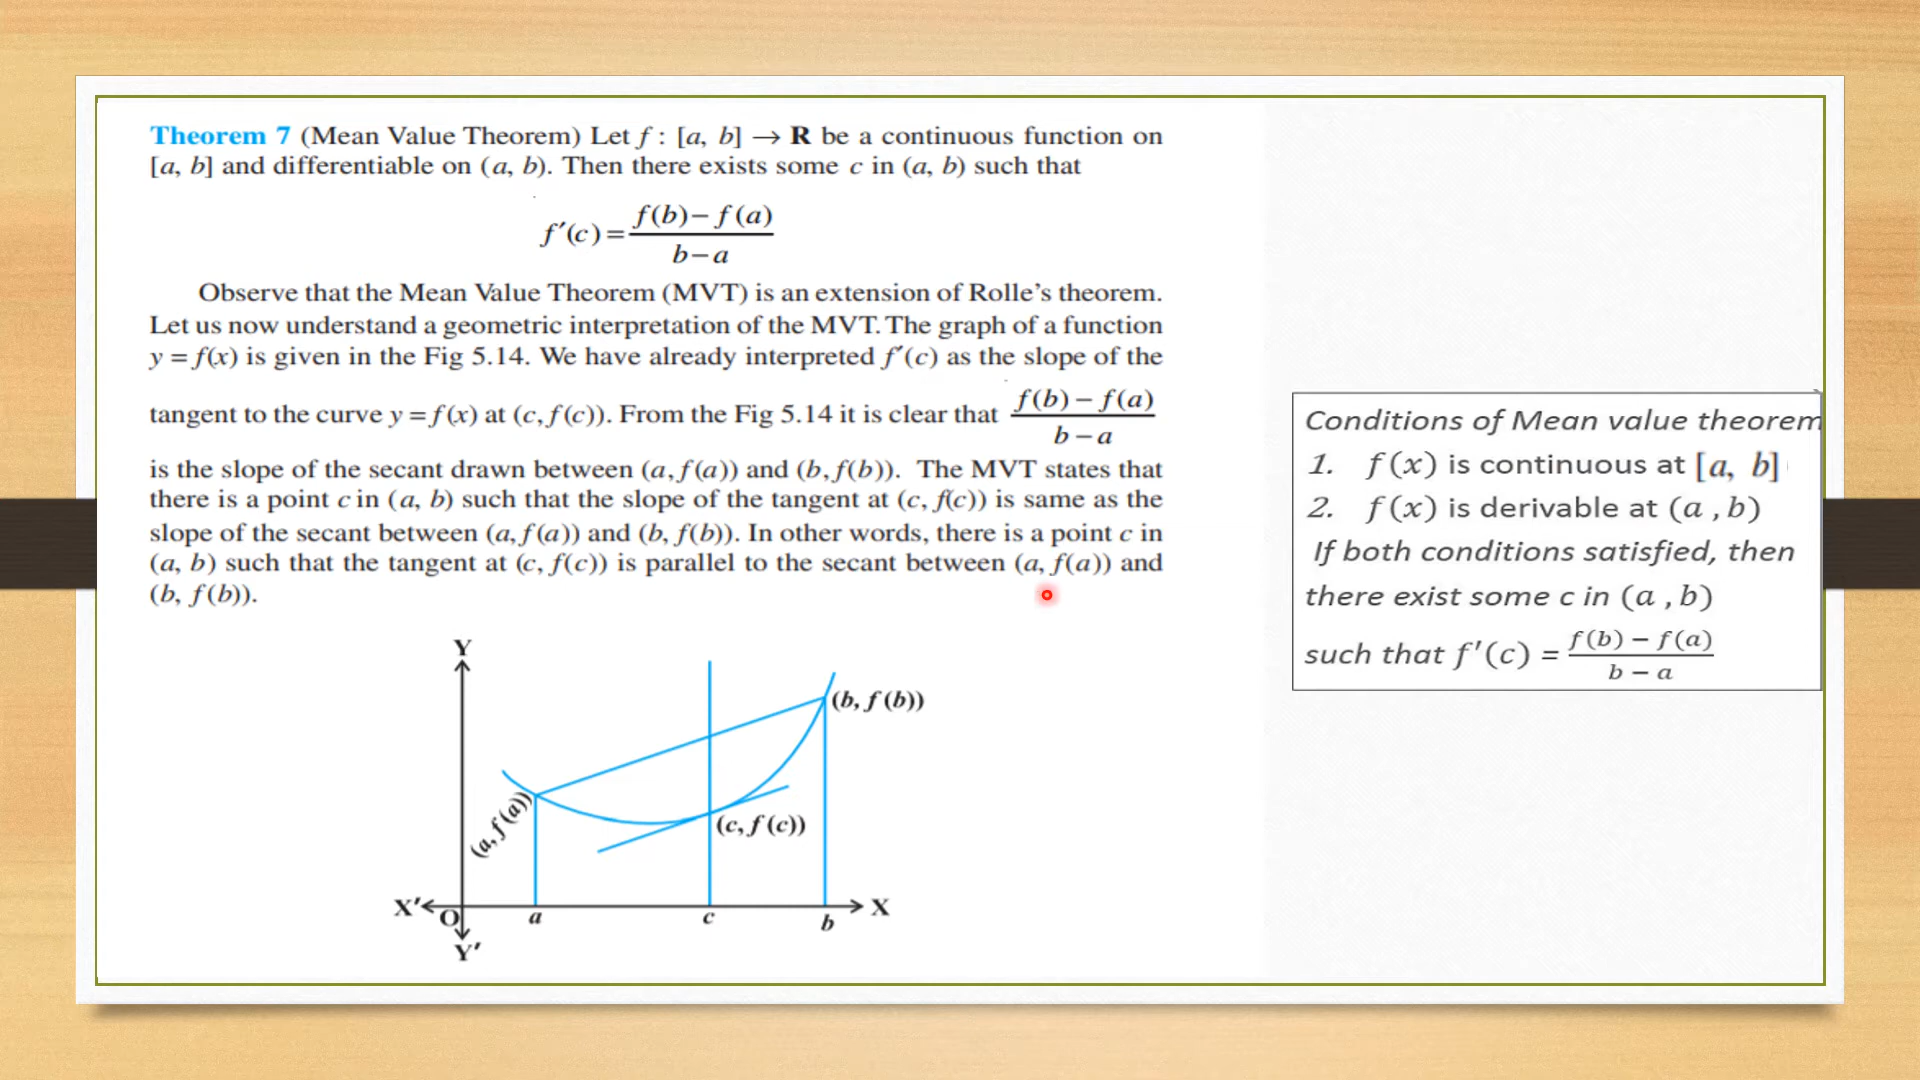 Theorem 7 (Mean Value Theorem) Let f : [a, b] → R be a continuous function on
[a, b] and differentiable on (a, b). Then there exists some c in (a, b) such that
f′(c) = f(b) − f(a) / b − a
Observe that the Mean Value Theorem (MVT) is an extension of Rolle's theorem.
Let us now understand a geometric interpretation of the MVT. The graph of a function
y = f(x) is given in the Fig 5.14. We have already interpreted f′(c) as the slope of the
tangent to the curve y = f(x) at (c, f(c)). From the Fig 5.14 it is clear that f(b) − f(a) / b − a
is the slope of the secant drawn between (a, f(a)) and (b, f(b)). The MVT states that
there is a point c in (a, b) such that the slope of the tangent at (c, f(c)) is same as the
slope of the secant between (a, f(a)) and (b, f(b)). In other words, there is a point c in
(a, b) such that the tangent at (c, f(c)) is parallel to the secant between (a, f(a)) and
(b, f(b)).
Y
(b, f(b))
(a, f(a))
(c, f(c))
X′ O a c b X
Y′
Conditions of Mean value theorem
1. f(x) is continuous at [a, b]
2. f(x) is derivable at (a , b)
If both conditions satisfied, then
there exist some c in (a , b)
such that f′(c) = f(b) − f(a) / b − a